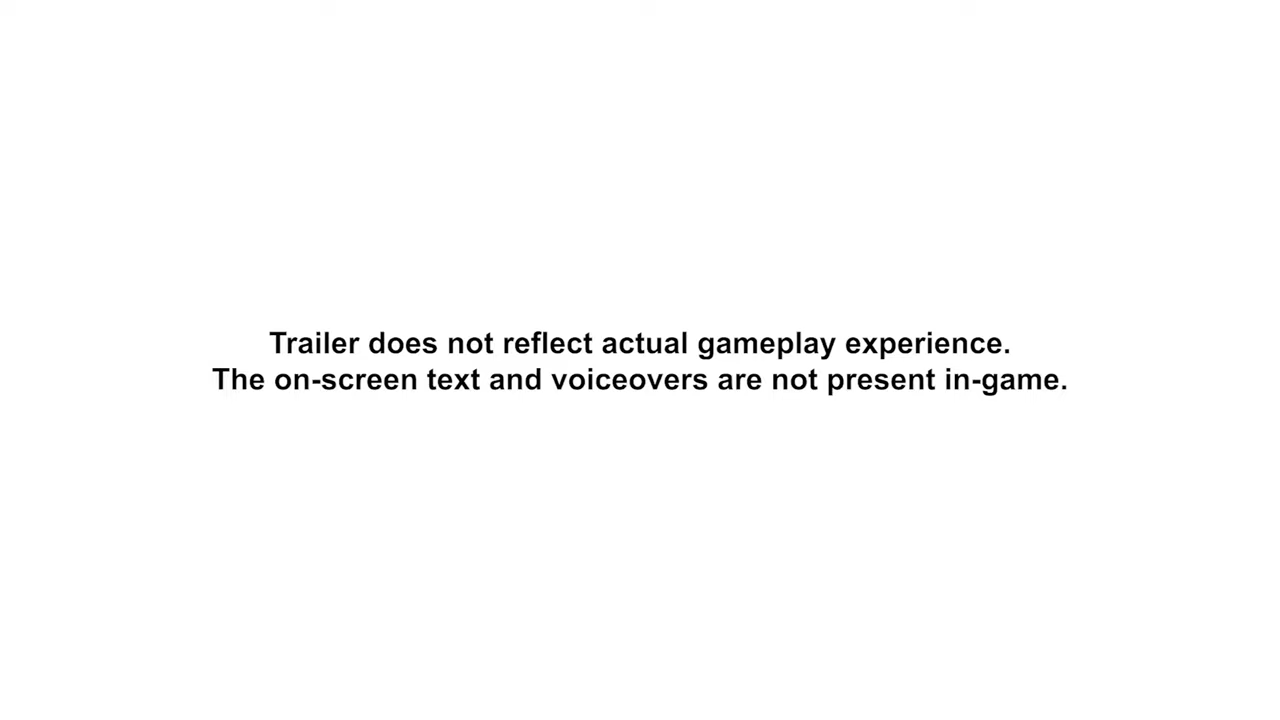 Trailer does not reflect actual gameplay experience.
The on-screen text and voiceovers are not present in-game.